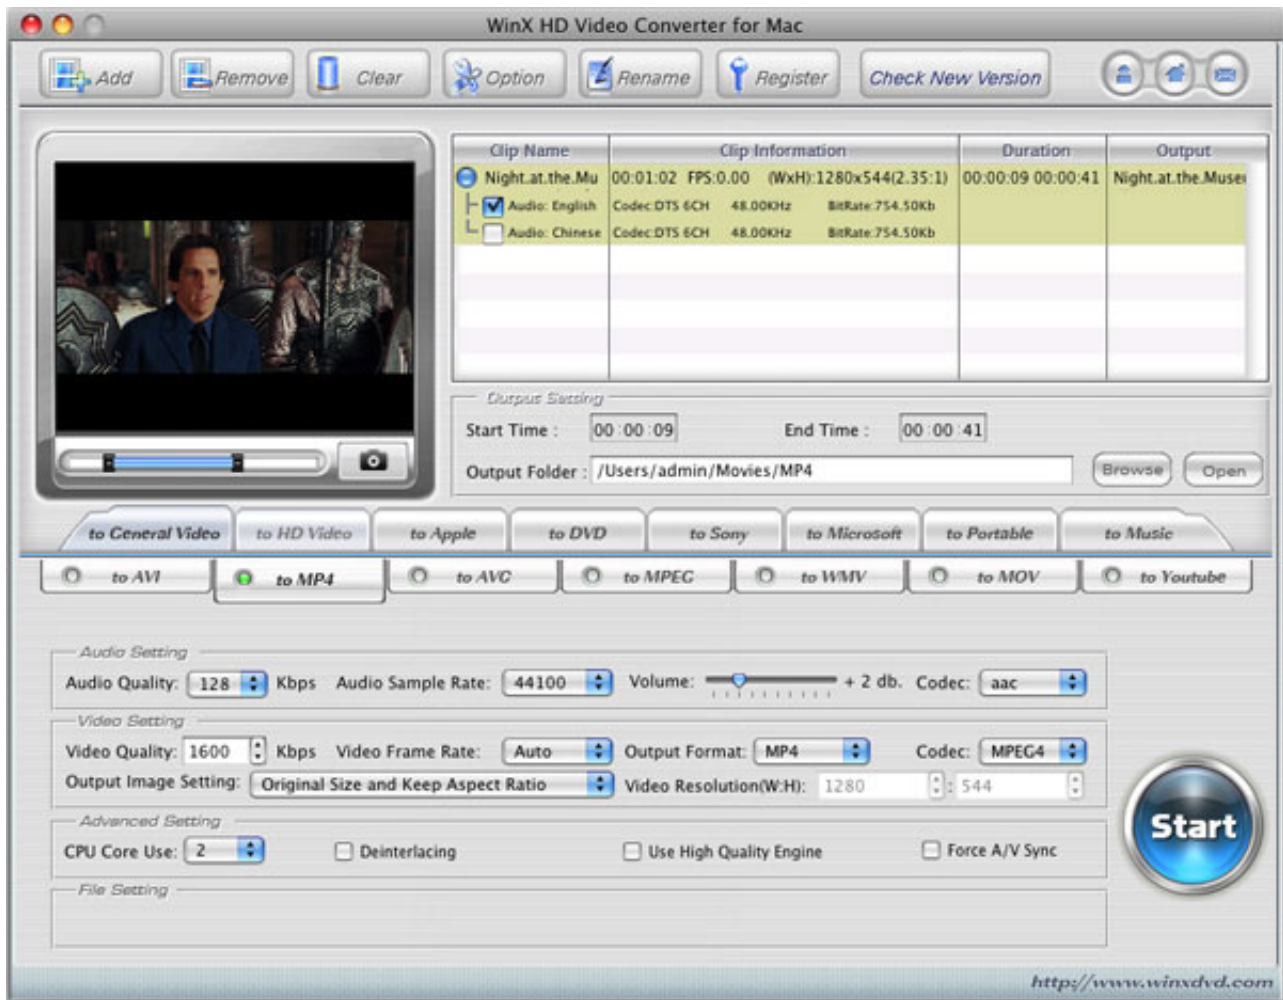 WinX HD Video Converter for Mac
Add Remove Clear Option Rename Register Check New Version
Clip Name Clip Information Duration Output
Night.at.the.Mu 00:01:02 FPS:0.00 (WxH):1280x544(2.35:1) 00:00:09 00:00:41 Night.at.the.Muse
Audio: English Codec:DTS 6CH 48.00KHz BitRate:754.50Kb
Audio: Chinese Codec:DTS 6CH 48.00KHz BitRate:754.50Kb
Output Setting
Start Time : 00 :00 :09 End Time : 00 :00 :41
Output Folder : /Users/admin/Movies/MP4 Browse Open
to General Video to HD Video to Apple to DVD to Sony to Microsoft to Portable to Music
to AVI to MP4 to AVC to MPEG to WMV to MOV to Youtube
Audio Setting
Audio Quality: 128 Kbps Audio Sample Rate: 44100 Volume: + 2 db. Codec: aac
Video Setting
Video Quality: 1600 Kbps Video Frame Rate: Auto Output Format: MP4 Codec: MPEG4
Output Image Setting: Original Size and Keep Aspect Ratio Video Resolution(W:H): 1280 : 544
Advanced Setting
CPU Core Use: 2 Deinterlacing Use High Quality Engine Force A/V Sync
Start
File Setting
http://www.winxdvd.com